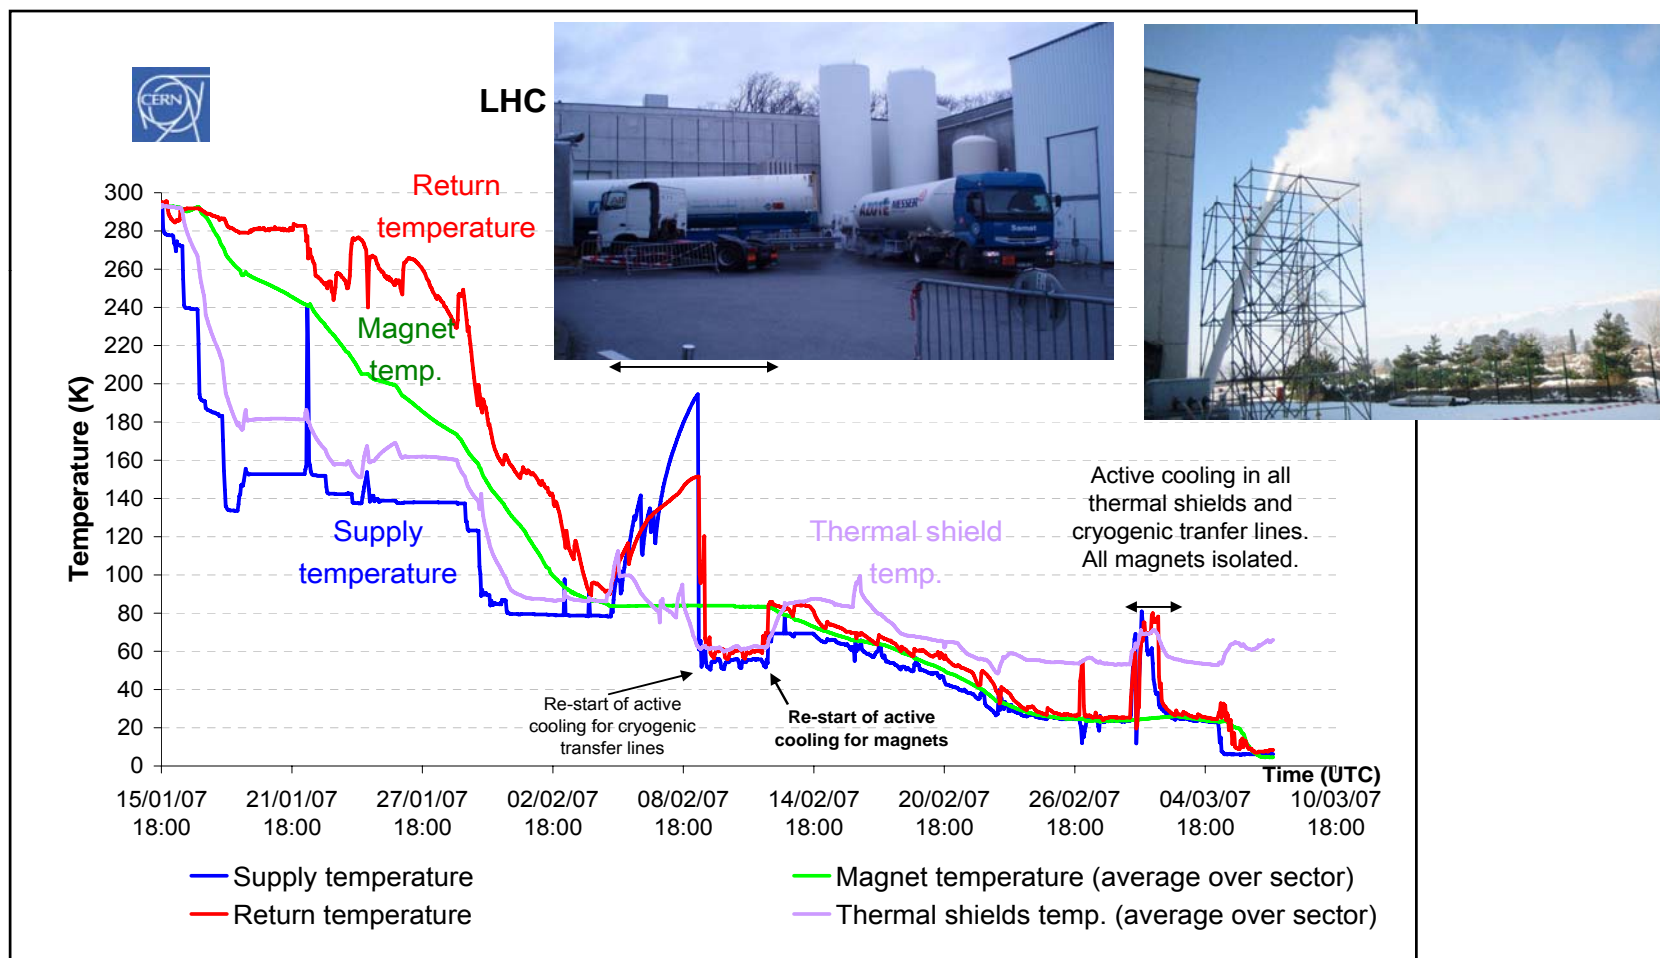 CERN
LHC
AZOTE MESSER
Samat
Return
temperature
Magnet
temp.
Supply
temperature
Thermal shield
temp.
Active cooling in all
thermal shields and
cryogenic tranfer lines.
All magnets isolated.
Re-start of active
cooling for cryogenic
transfer lines
Re-start of active
cooling for magnets
Temperature (K)
300
280
260
240
220
200
180
160
140
120
100
80
60
40
20
0
Time (UTC)
15/01/07 21/01/07 27/01/07 02/02/07 08/02/07 14/02/07 20/02/07 26/02/07 04/03/07 10/03/07
18:00 18:00 18:00 18:00 18:00 18:00 18:00 18:00 18:00 18:00
Supply temperature Magnet temperature (average over sector)
Return temperature Thermal shields temp. (average over sector)